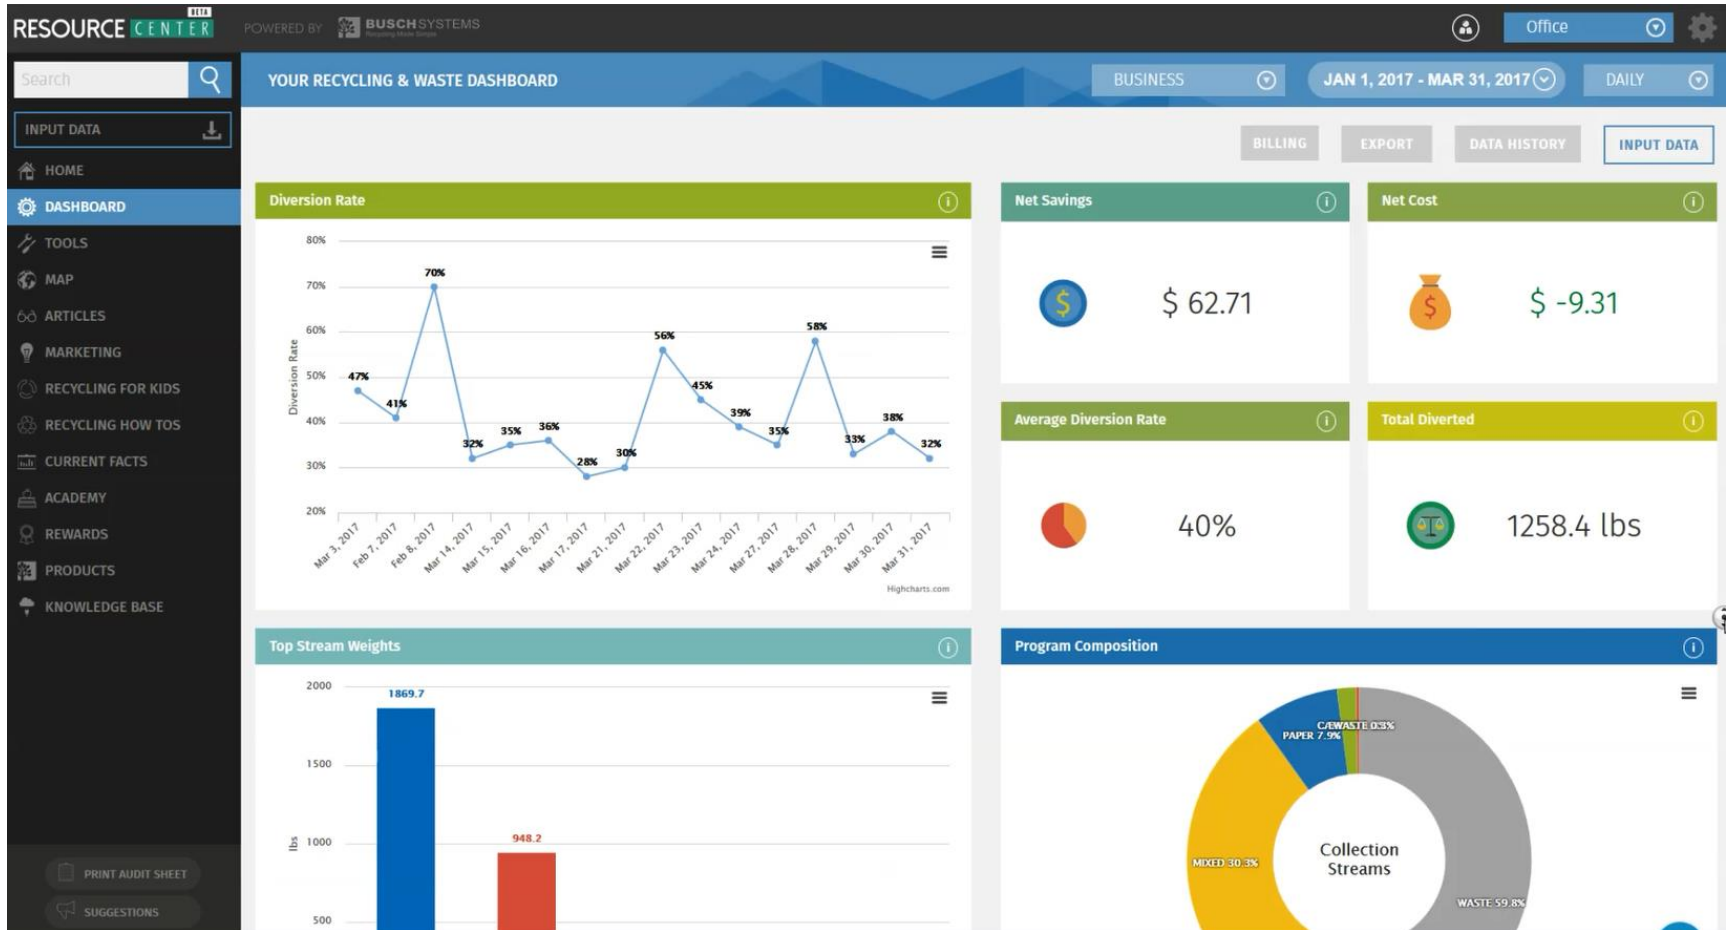 BETA
RESOURCE CENTER
POWERED BY BUSCH SYSTEMS
Office
Search
YOUR RECYCLING & WASTE DASHBOARD
BUSINESS
JAN 1, 2017 - MAR 31, 2017
DAILY
INPUT DATA
HOME
DASHBOARD
TOOLS
MAP
ARTICLES
MARKETING
RECYCLING FOR KIDS
RECYCLING HOW TOS
CURRENT FACTS
ACADEMY
REWARDS
PRODUCTS
KNOWLEDGE BASE
PRINT AUDIT SHEET
SUGGESTIONS
BILLING
EXPORT
DATA HISTORY
INPUT DATA
Diversion Rate
80%
70%
60%
50%
40%
30%
20%
Diversion Rate
47%
41%
70%
32%
35%
36%
28%
30%
56%
45%
39%
35%
58%
33%
38%
32%
Mar 3, 2017
Feb 7, 2017
Feb 8, 2017
Mar 14, 2017
Mar 15, 2017
Mar 16, 2017
Mar 17, 2017
Mar 21, 2017
Mar 22, 2017
Mar 23, 2017
Mar 24, 2017
Mar 27, 2017
Mar 28, 2017
Mar 29, 2017
Mar 30, 2017
Mar 31, 2017
Highcharts.com
Net Savings
$ 62.71
Net Cost
$ -9.31
Average Diversion Rate
40%
Total Diverted
1258.4 lbs
Top Stream Weights
2000
1500
1000
500
lbs
1869.7
948.2
Program Composition
PAPER 7.9%
MIXED 30.3%
WASTE 59.8%
Collection
Streams